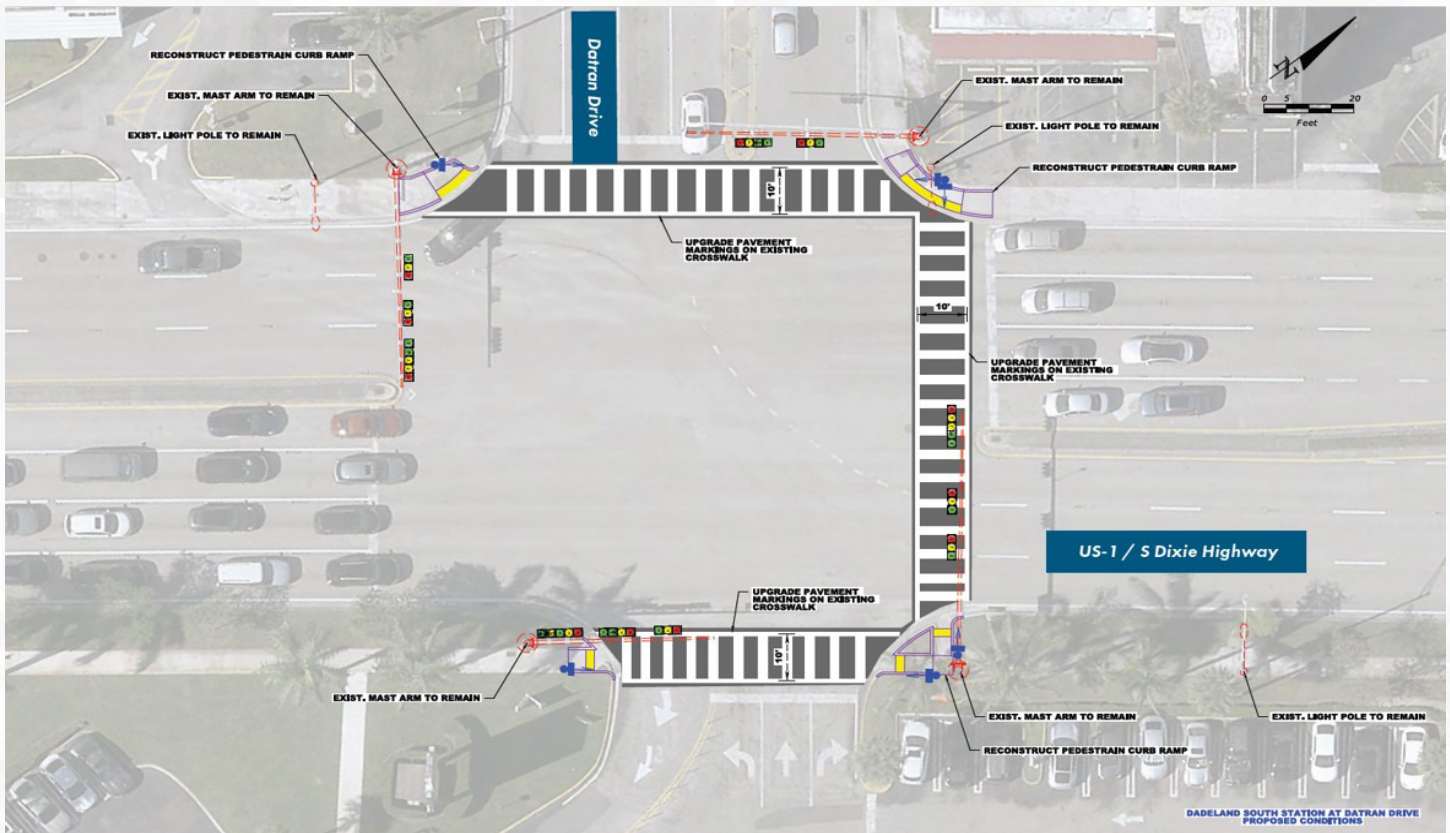 RECONSTRUCT PEDESTRAIN CURB RAMP
EXIST. MAST ARM TO REMAIN
EXIST. LIGHT POLE TO REMAIN
Datran Drive
EXIST. MAST ARM TO REMAIN
EXIST. LIGHT POLE TO REMAIN
RECONSTRUCT PEDESTRAIN CURB RAMP
N
0 5 20
Feet
10'
UPGRADE PAVEMENT
MARKINGS ON EXISTING
CROSSWALK
10'
UPGRADE PAVEMENT
MARKINGS ON EXISTING
CROSSWALK
US-1 / S Dixie Highway
UPGRADE PAVEMENT
MARKINGS ON EXISTING
CROSSWALK
10'
EXIST. MAST ARM TO REMAIN
EXIST. MAST ARM TO REMAIN
RECONSTRUCT PEDESTRAIN CURB RAMP
EXIST. LIGHT POLE TO REMAIN
DADELAND SOUTH STATION AT DATRAN DRIVE
PROPOSED CONDITIONS